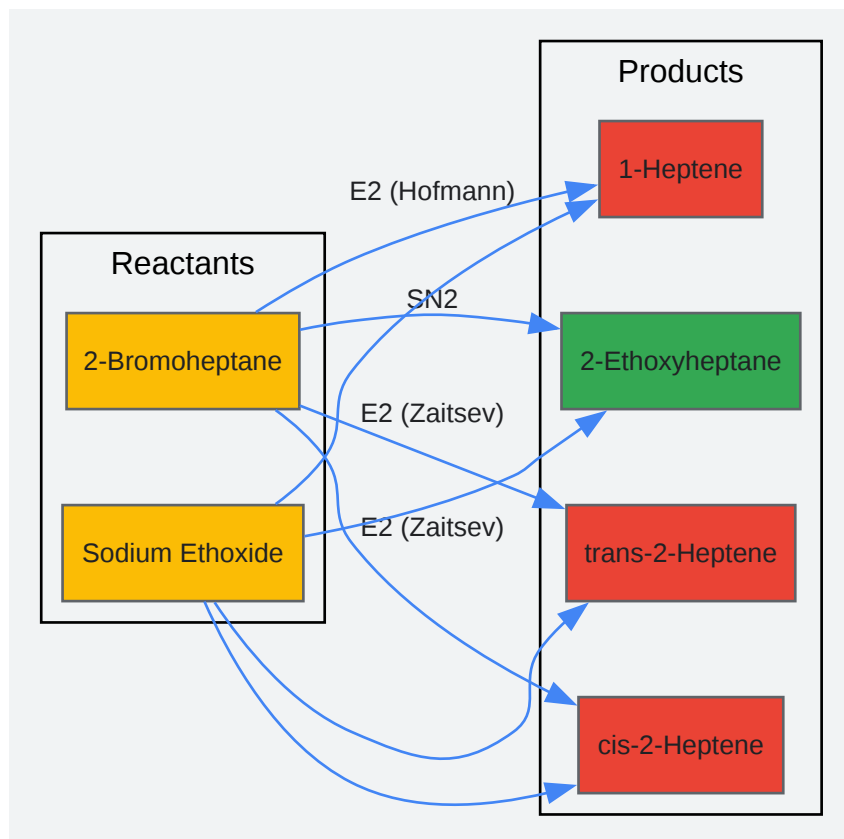 Products
1-Heptene
E2 (Hofmann)
Reactants
SN2
2-Bromoheptane
2-Ethoxyheptane
E2 (Zaitsev)
E2 (Zaitsev)
Sodium Ethoxide
trans-2-Heptene
cis-2-Heptene